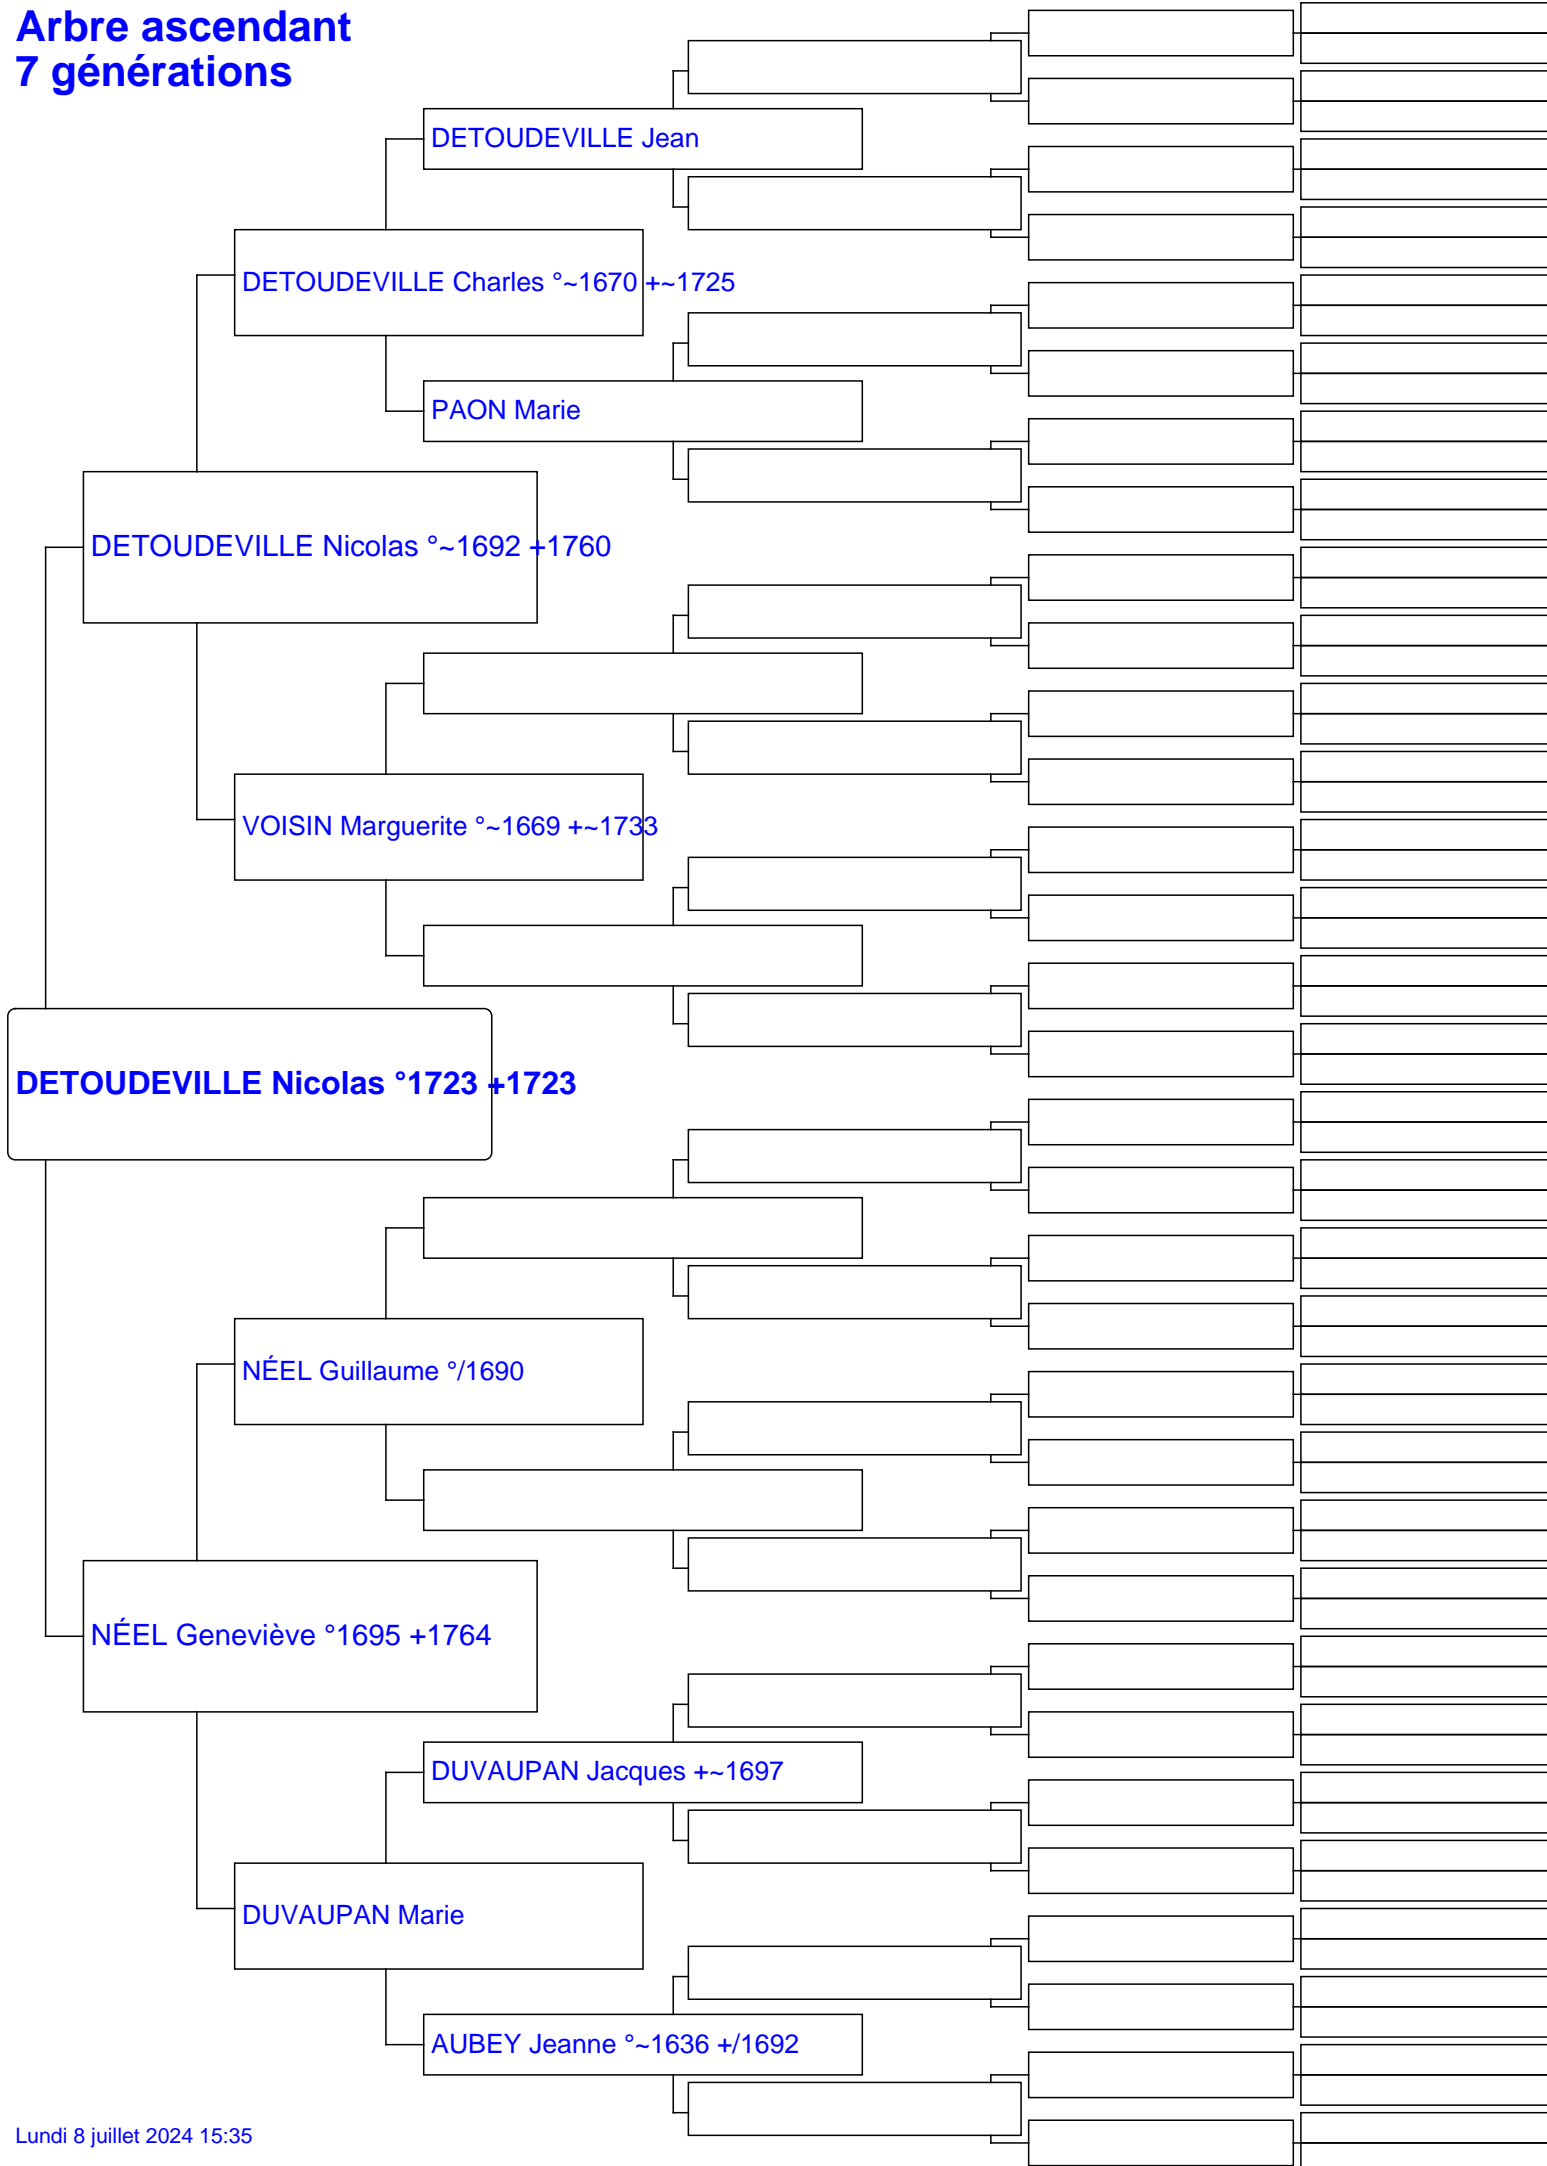 Arbre ascendant
7 générations
DETOUDEVILLE Jean
DETOUDEVILLE Charles °~1670 +~1725
PAON Marie
DETOUDEVILLE Nicolas °~1692 +1760
VOISIN Marguerite °~1669 +~1733
DETOUDEVILLE Nicolas °1723 +1723
NÉEL Guillaume °/1690
NÉEL Geneviève °1695 +1764
DUVAUPAN Jacques +~1697
DUVAUPAN Marie
AUBEY Jeanne °~1636 +/1692
Lundi 8 juillet 2024 15:35